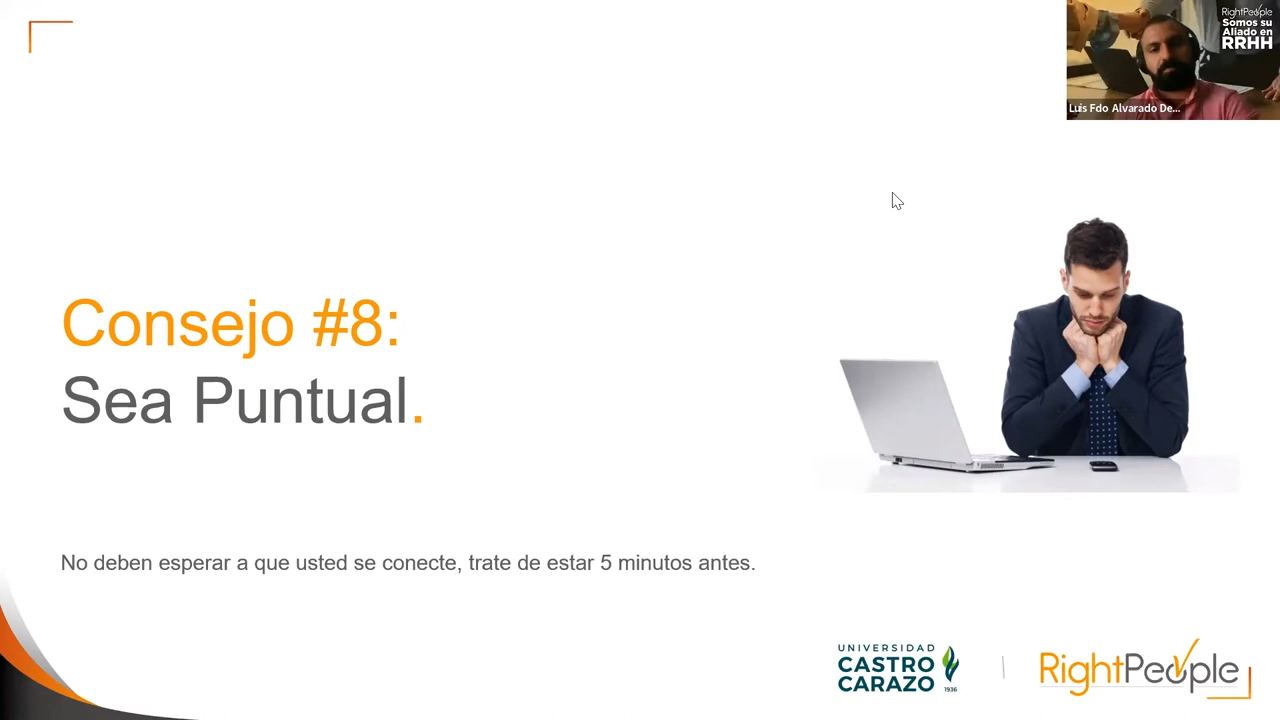 RightPeople
Somos su
Aliado en
RRHH
Luis Fdo Alvarado De...
Consejo #8:
Sea Puntual.
No deben esperar a que usted se conecte, trate de estar 5 minutos antes.
UNIVERSIDAD
CASTRO
CARAZO
1936
RightPeople